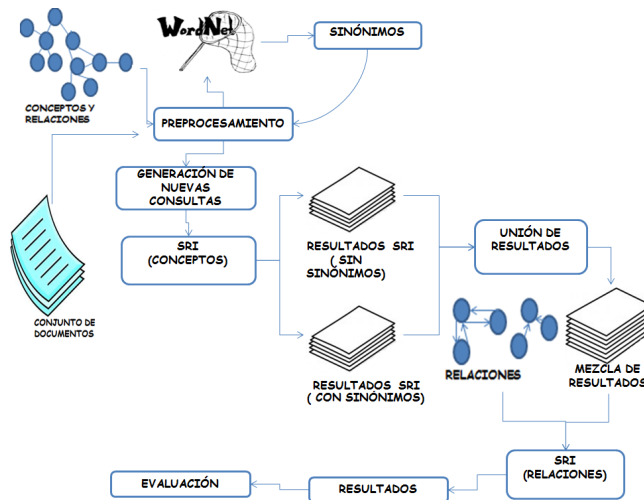 WordNet
SINÓNIMOS
CONCEPTOS Y
RELACIONES
PREPROCESAMIENTO
GENERACIÓN DE
NUEVAS
CONSULTAS
SRI
(CONCEPTOS)
RESULTADOS SRI
( SIN
SINÓNIMOS)
UNIÓN DE
RESULTADOS
CONJUNTO DE
DOCUMENTOS
RESULTADOS SRI
( CON SINÓNIMOS)
RELACIONES
MEZCLA DE
RESULTADOS
SRI
(RELACIONES)
RESULTADOS
EVALUACIÓN